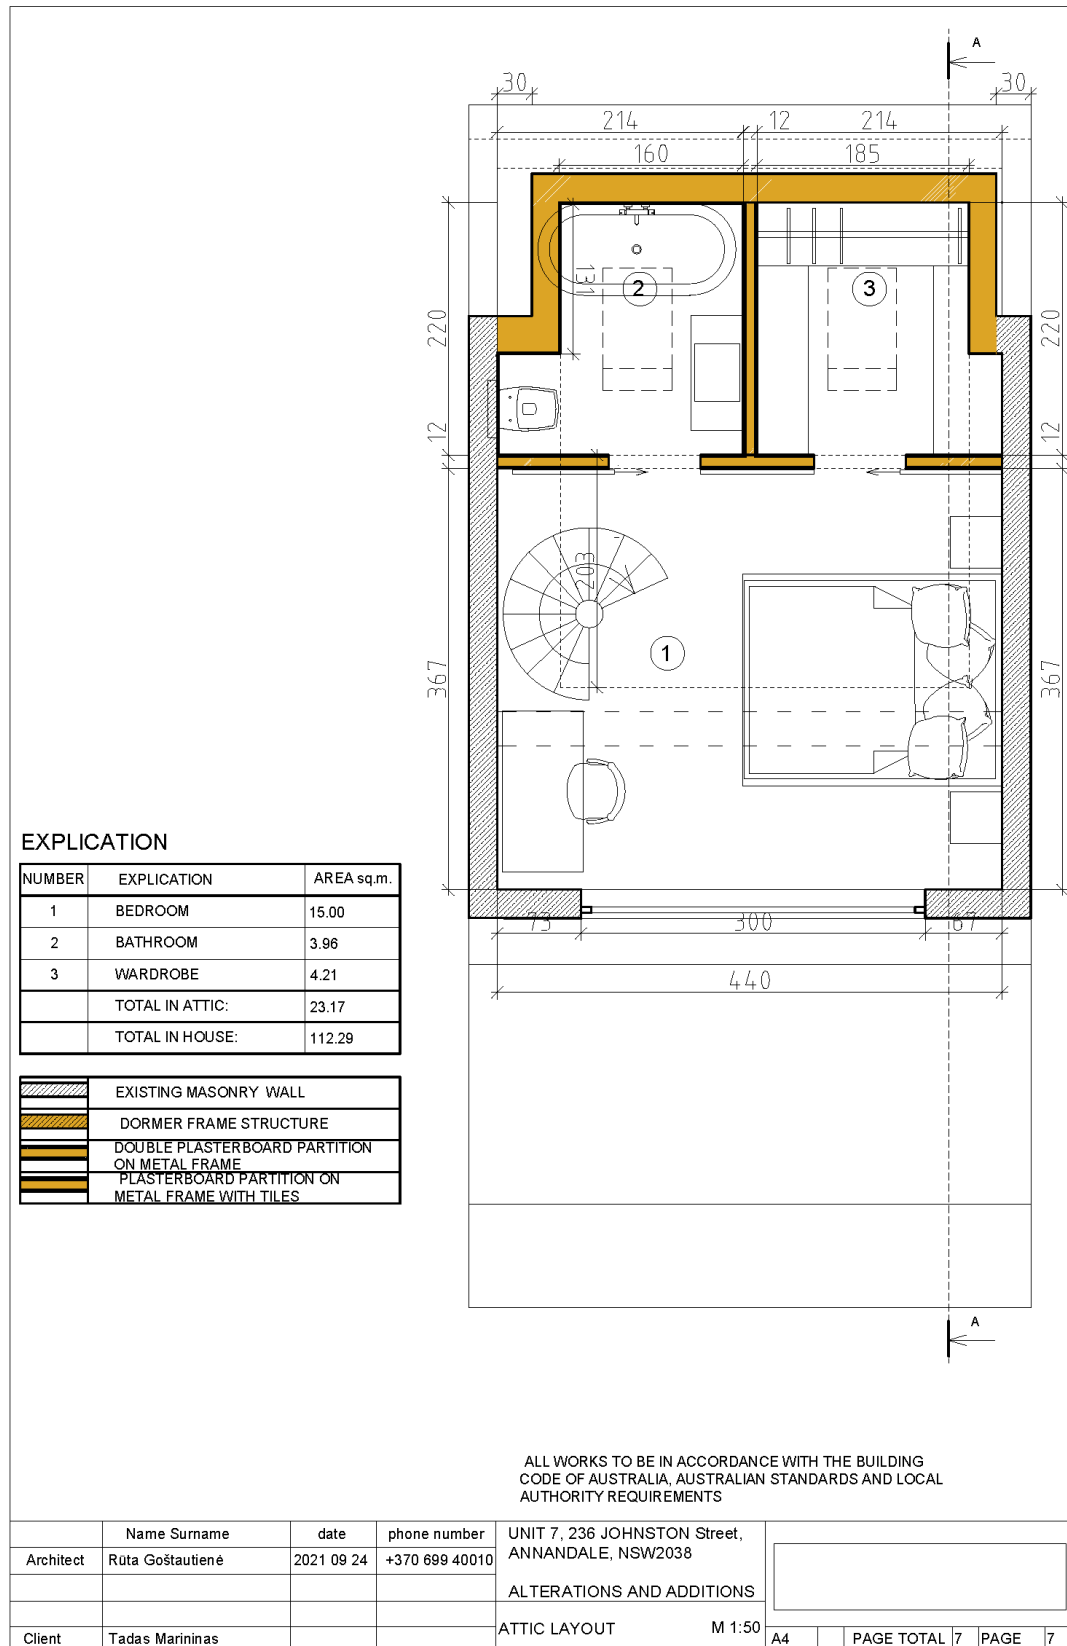 A
30
30
214
12
214
160
185
131
2
3
220
220
12
12
203
1
367
367
73
300
67
440
EXPLICATION
NUMBER EXPLICATION AREA sq.m.
1 BEDROOM 15.00
2 BATHROOM 3.96
3 WARDROBE 4.21
TOTAL IN ATTIC: 23.17
TOTAL IN HOUSE: 112.29
EXISTING MASONRY WALL
DORMER FRAME STRUCTURE
DOUBLE PLASTERBOARD PARTITION
ON METAL FRAME
PLASTERBOARD PARTITION ON
METAL FRAME WITH TILES
A
ALL WORKS TO BE IN ACCORDANCE WITH THE BUILDING
CODE OF AUSTRALIA, AUSTRALIAN STANDARDS AND LOCAL
AUTHORITY REQUIREMENTS
Name Surname date phone number
Architect Rūta Goštautienė 2021 09 24 +370 699 40010
Client Tadas Marininas
UNIT 7, 236 JOHNSTON Street,
ANNANDALE, NSW2038
ALTERATIONS AND ADDITIONS
ATTIC LAYOUT M 1:50
A4 PAGE TOTAL 7 PAGE 7